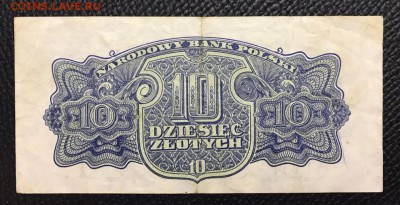 COINS.LAVE.RU
NARODOWY BANK POLSKI
10 10 10
DZIESIĘĆ
ZŁOTYCH
10